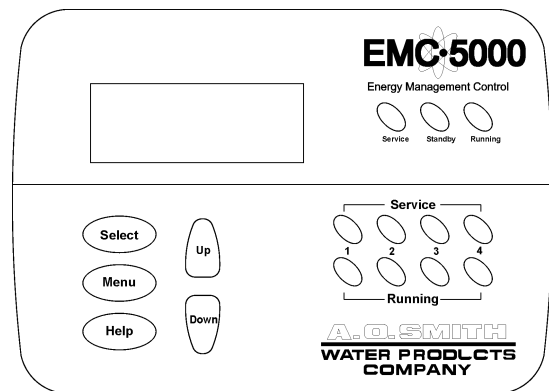 EMC·5000
Energy Management Control
Service Standby Running
Select
Up
Menu
Help
Down
Service
1 2 3 4
Running
A.O.SMITH
WATER PRODUCTS
COMPANY